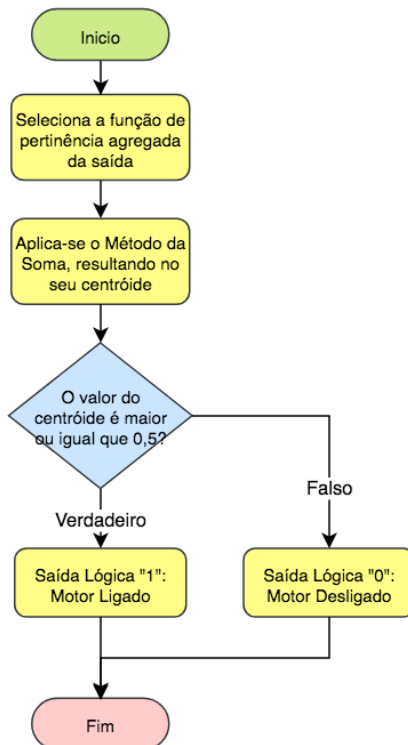 Inicio
Seleciona a função de
pertinência agregada
da saída
Aplica-se o Método da
Soma, resultando no
seu centróide
O valor do
centróide é maior
ou igual que 0,5?
Verdadeiro
Falso
Saída Lógica "1":
Motor Ligado
Saída Lógica "0":
Motor Desligado
Fim